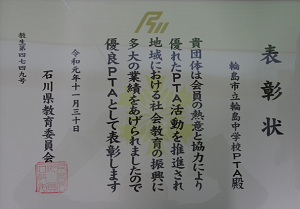 表彰状
輪島市立輪島中学校PTA殿
貴団体は会員の熱意と協力により
優れたPTA活動を推進され
地域における社会教育の振興に
多大の業績をあげられましたので
優良PTAとして表彰します
令和元年十一月三十日
石川県教育委員会
教生第四七四九号